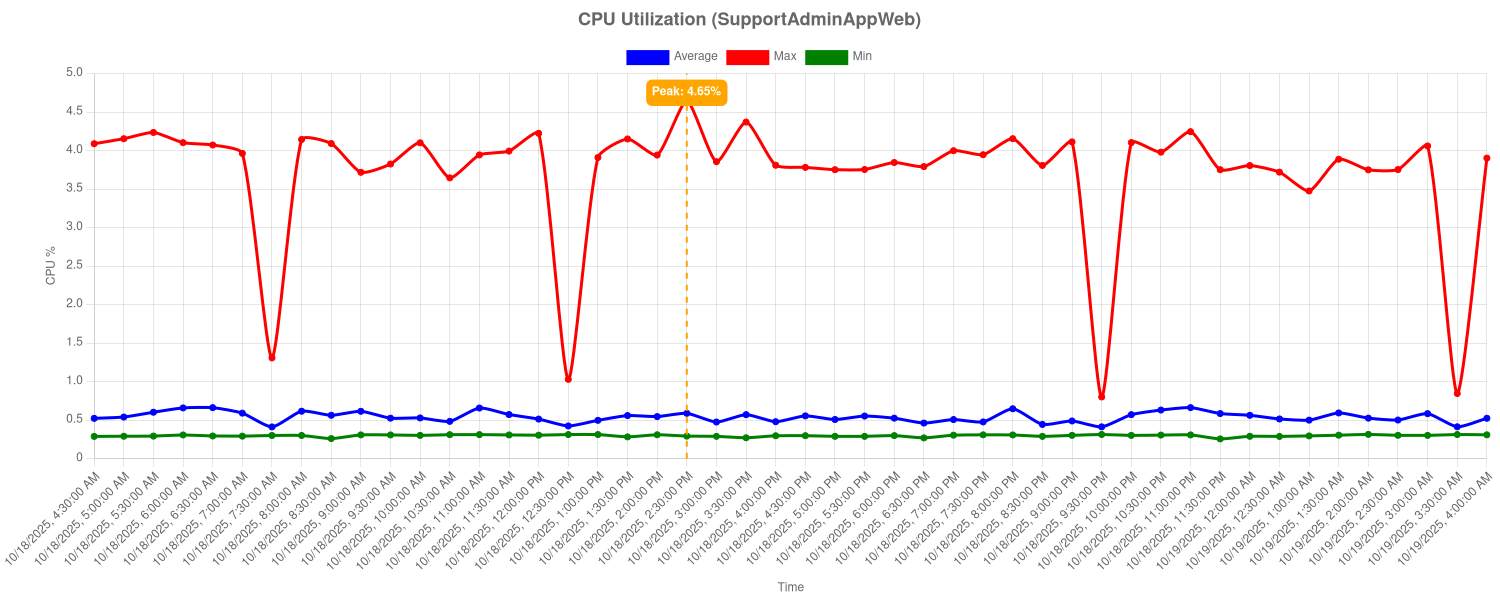 CPU Utilization (SupportAdminAppWeb)
Average
Max
Min
Peak: 4.65%
5.0
4.5
4.0
3.5
3.0
2.5
2.0
1.5
1.0
0.5
0
CPU %
10/18/2025, 4:30:00 AM
10/18/2025, 5:00:00 AM
10/18/2025, 5:30:00 AM
10/18/2025, 6:00:00 AM
10/18/2025, 6:30:00 AM
10/18/2025, 7:00:00 AM
10/18/2025, 7:30:00 AM
10/18/2025, 8:00:00 AM
10/18/2025, 8:30:00 AM
10/18/2025, 9:00:00 AM
10/18/2025, 9:30:00 AM
10/18/2025, 10:00:00 AM
10/18/2025, 10:30:00 AM
10/18/2025, 11:00:00 AM
10/18/2025, 11:30:00 AM
10/18/2025, 12:00:00 PM
10/18/2025, 12:30:00 PM
10/18/2025, 1:00:00 PM
10/18/2025, 1:30:00 PM
10/18/2025, 2:00:00 PM
10/18/2025, 2:30:00 PM
10/18/2025, 3:00:00 PM
10/18/2025, 3:30:00 PM
10/18/2025, 4:00:00 PM
10/18/2025, 4:30:00 PM
10/18/2025, 5:00:00 PM
10/18/2025, 5:30:00 PM
10/18/2025, 6:00:00 PM
10/18/2025, 6:30:00 PM
10/18/2025, 7:00:00 PM
10/18/2025, 7:30:00 PM
10/18/2025, 8:00:00 PM
10/18/2025, 8:30:00 PM
10/18/2025, 9:00:00 PM
10/18/2025, 9:30:00 PM
10/18/2025, 10:00:00 PM
10/18/2025, 10:30:00 PM
10/18/2025, 11:00:00 PM
10/18/2025, 11:30:00 PM
10/19/2025, 12:00:00 AM
10/19/2025, 12:30:00 AM
10/19/2025, 1:00:00 AM
10/19/2025, 1:30:00 AM
10/19/2025, 2:00:00 AM
10/19/2025, 2:30:00 AM
10/19/2025, 3:00:00 AM
10/19/2025, 3:30:00 AM
10/19/2025, 4:00:00 AM
Time